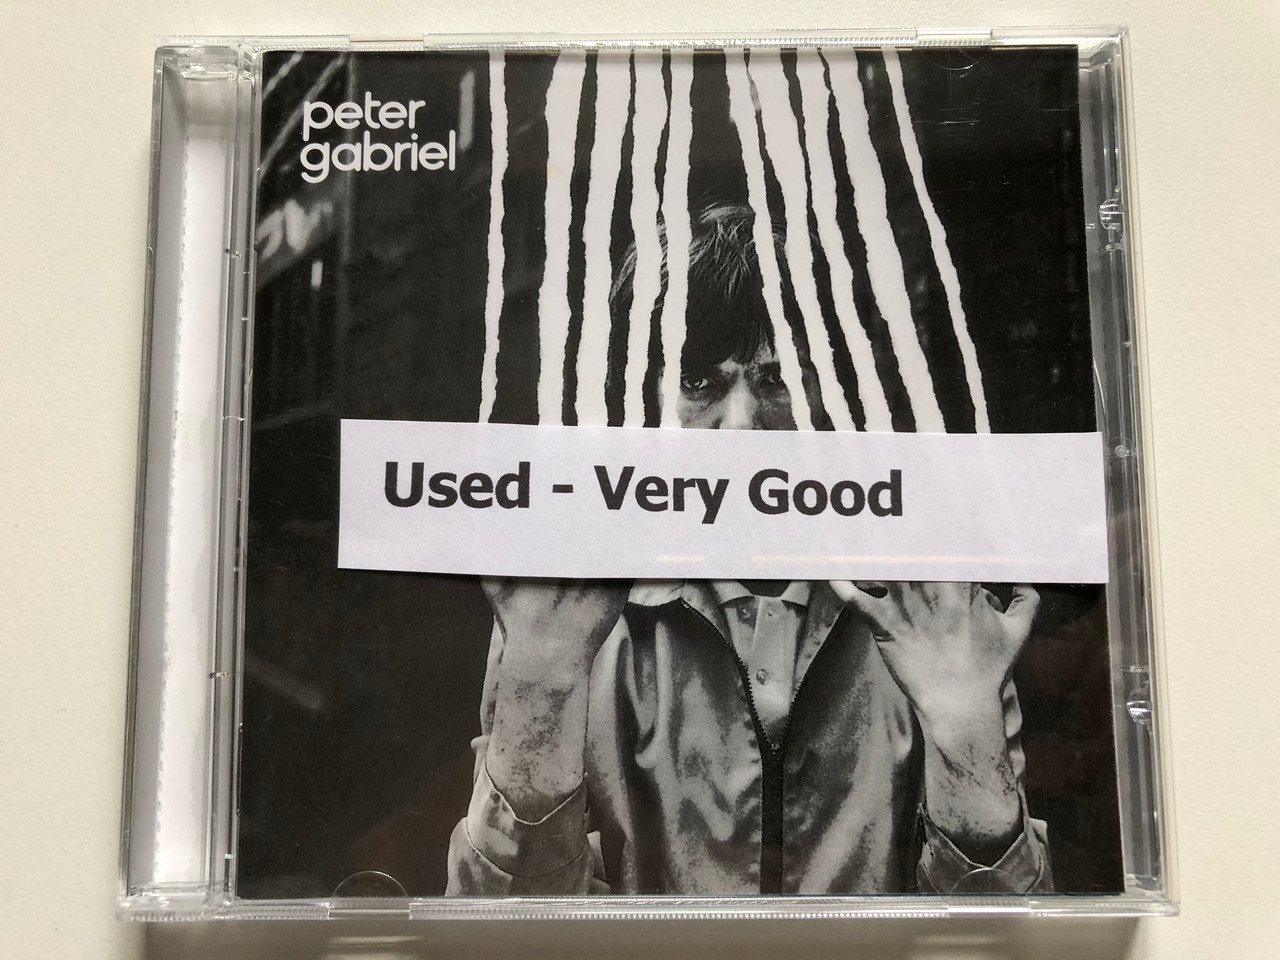 peter
gabriel
Used - Very Good